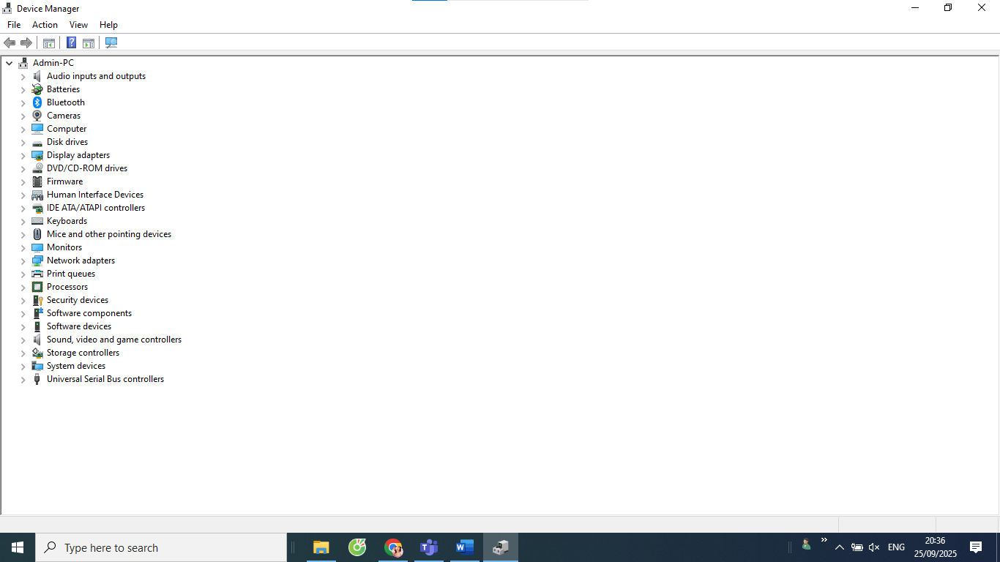 Device Manager
File Action View Help
Admin-PC
Audio inputs and outputs
Batteries
Bluetooth
Cameras
Computer
Disk drives
Display adapters
DVD/CD-ROM drives
Firmware
Human Interface Devices
IDE ATA/ATAPI controllers
Keyboards
Mice and other pointing devices
Monitors
Network adapters
Print queues
Processors
Security devices
Software components
Software devices
Sound, video and game controllers
Storage controllers
System devices
Universal Serial Bus controllers
Type here to search
ENG
20:36
25/09/2025